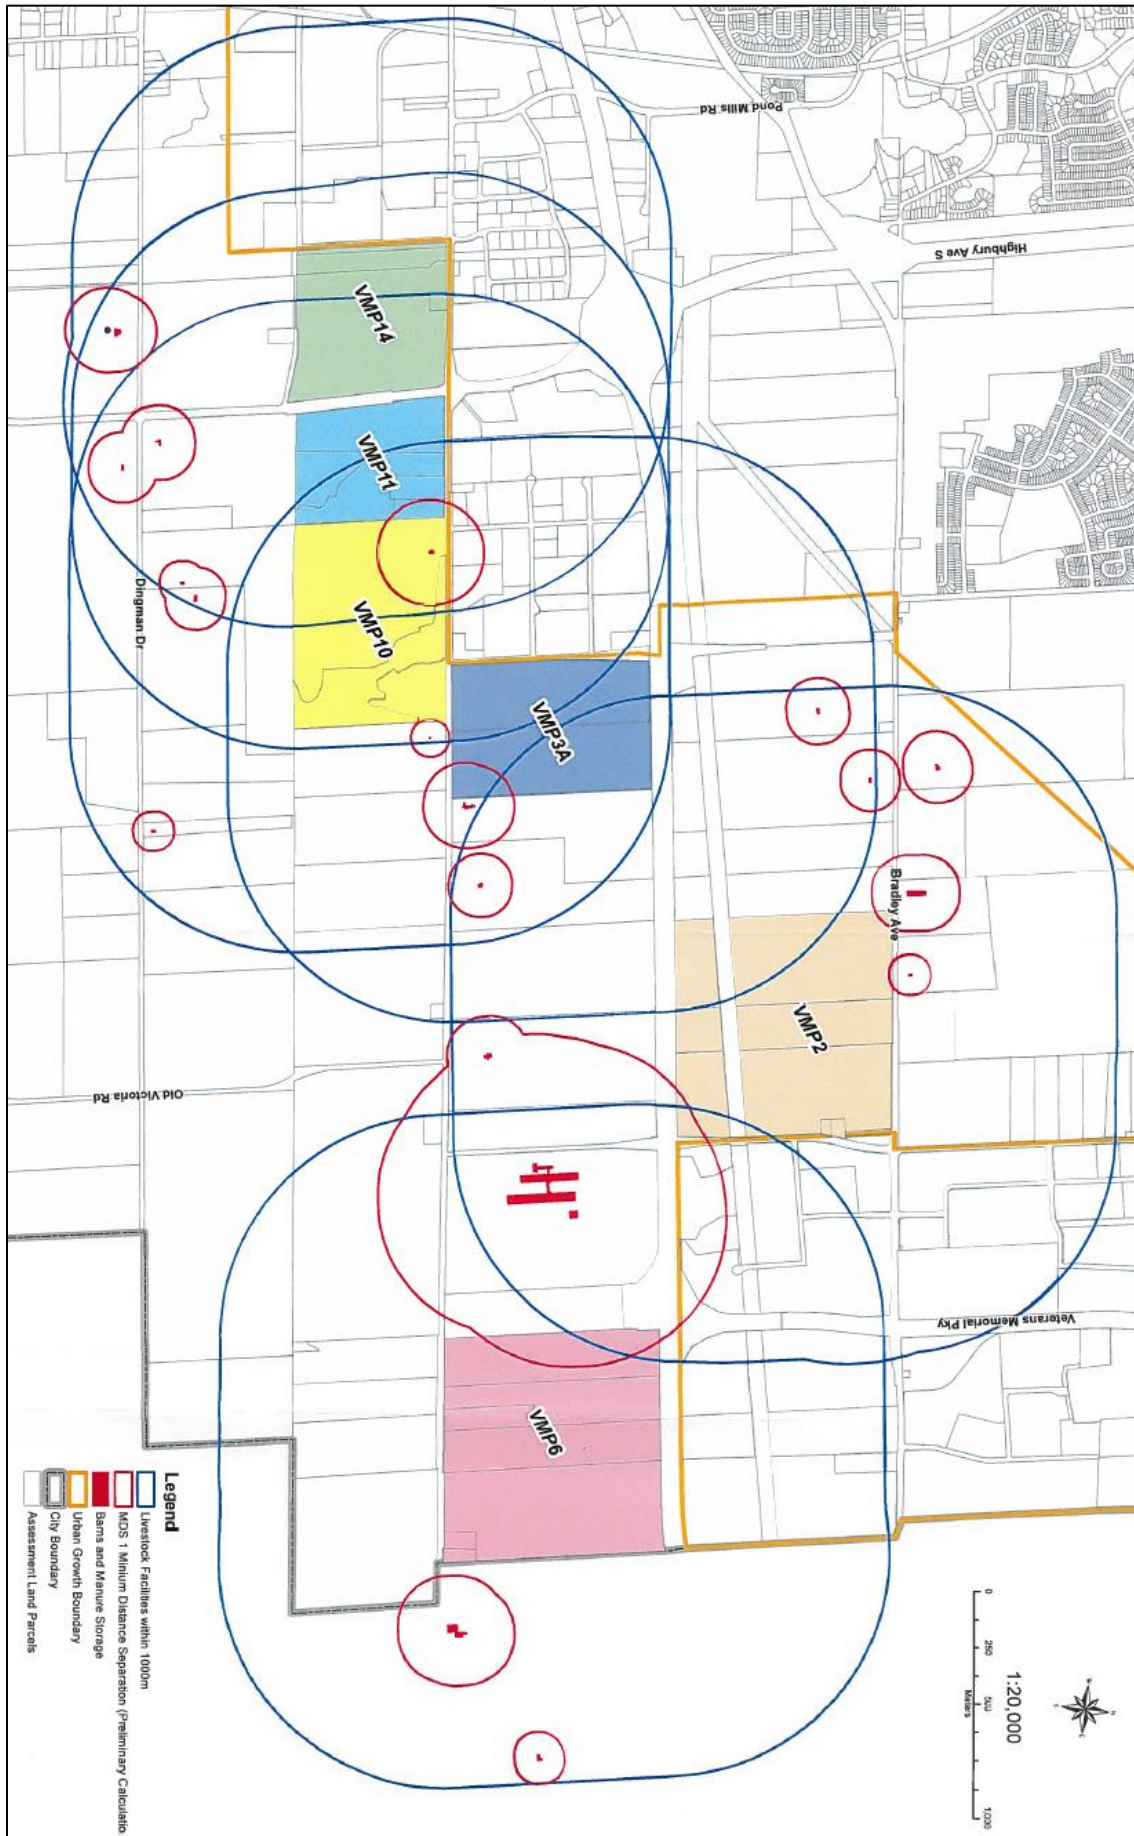 Pond Mills Rd
Highbury Ave S
VMP14
VMP11
VMP10
Dingman Dr
VMP3A
Bradley Ave
VMP2
Old Victoria Rd
Veterans Memorial Pky
VMP6
Legend
Livestock Facilities within 1000m
MDS 1 Minium Distance Separation (Preliminary Calculatio
Barns and Manure Storage
Urban Growth Boundary
City Boundary
Assessment Land Parcels
1:20,000
0 250 500 1,000
Meters
N
E
S
W